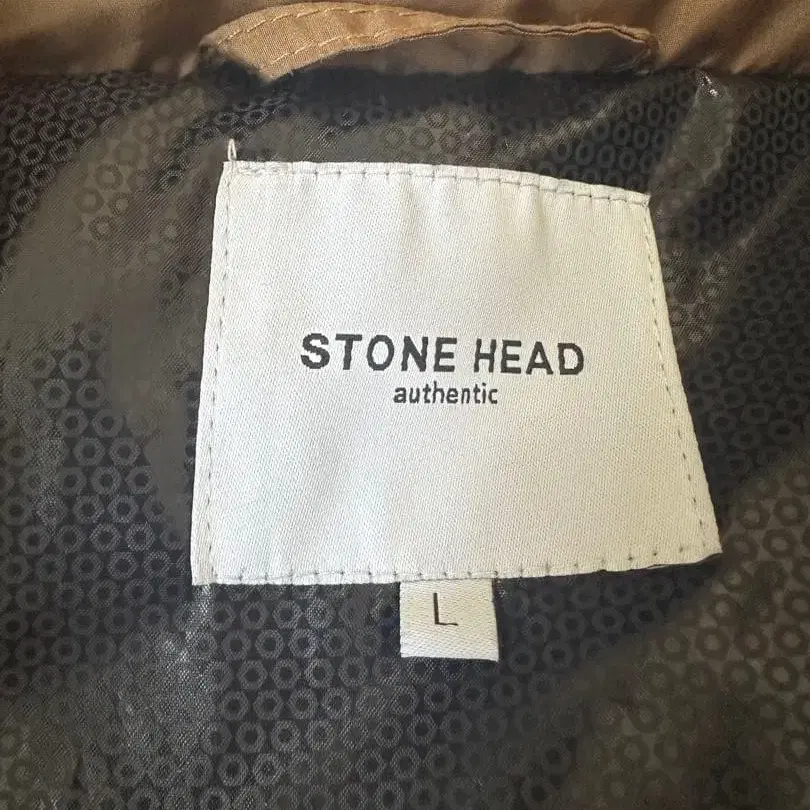 STONE HEAD
authentic
L